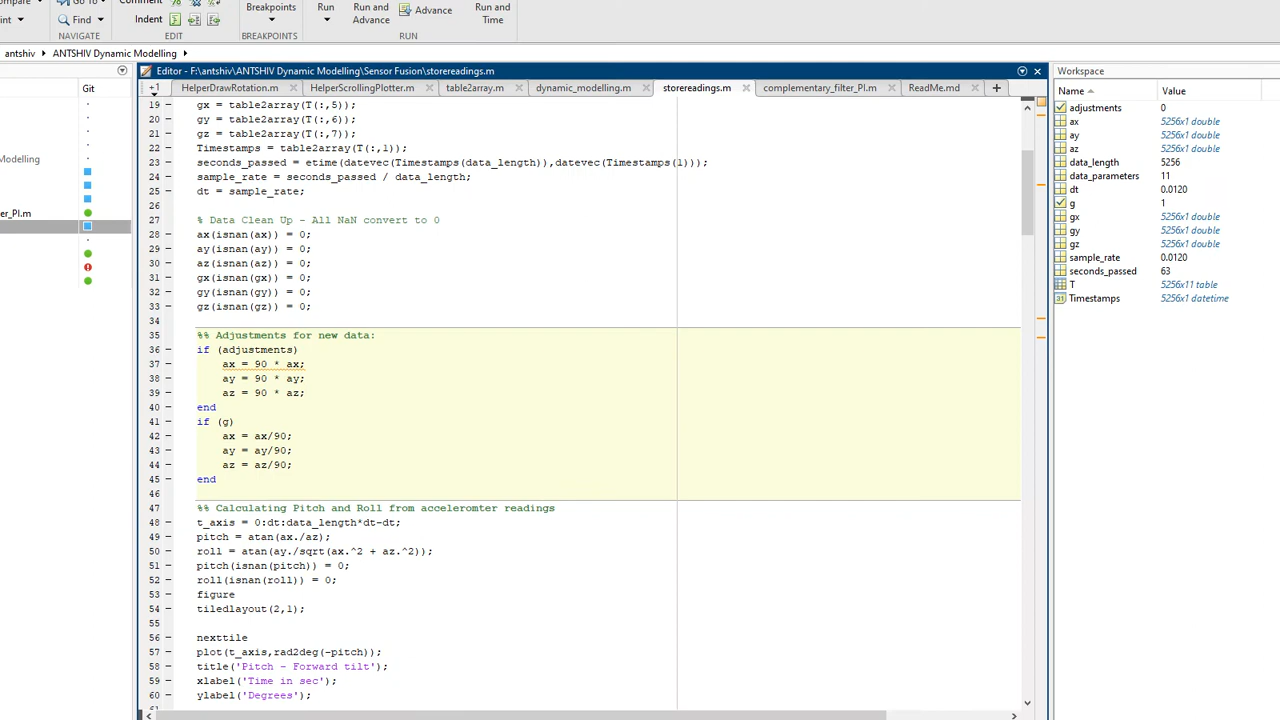 Go To
Comment
Breakpoints
Run
Run and
Advance
Advance
Run and
Time
Find
Indent
NAVIGATE
EDIT
BREAKPOINTS
RUN
antshiv ▸ ANTSHIV Dynamic Modelling ▸
Git
Modelling
er_PI.m
Editor - F:\antshiv\ANTSHIV Dynamic Modelling\Sensor Fusion\storereadings.m
+1 HelperDrawRotation.m HelperScrollingPlotter.m table2array.m dynamic_modelling.m storereadings.m complementary_filter_PI.m ReadMe.md
19 gx = table2array(T(:,5));
20 gy = table2array(T(:,6));
21 gz = table2array(T(:,7));
22 Timestamps = table2array(T(:,1));
23 seconds_passed = etime(datevec(Timestamps(data_length)),datevec(Timestamps(1)));
24 sample_rate = seconds_passed / data_length;
25 dt = sample_rate;
26
27 % Data Clean Up - All NaN convert to 0
28 ax(isnan(ax)) = 0;
29 ay(isnan(ay)) = 0;
30 az(isnan(az)) = 0;
31 gx(isnan(gx)) = 0;
32 gy(isnan(gy)) = 0;
33 gz(isnan(gz)) = 0;
34
35 %% Adjustments for new data:
36 if (adjustments)
37 ax = 90 * ax;
38 ay = 90 * ay;
39 az = 90 * az;
40 end
41 if (g)
42 ax = ax/90;
43 ay = ay/90;
44 az = az/90;
45 end
46
47 %% Calculating Pitch and Roll from acceleromter readings
48 t_axis = 0:dt:data_length*dt-dt;
49 pitch = atan(ax./az);
50 roll = atan(ay./sqrt(ax.^2 + az.^2));
51 pitch(isnan(pitch)) = 0;
52 roll(isnan(roll)) = 0;
53 figure
54 tiledlayout(2,1);
55
56 nexttile
57 plot(t_axis,rad2deg(-pitch));
58 title('Pitch - Forward tilt');
59 xlabel('Time in sec');
60 ylabel('Degrees');
Workspace
Name Value
adjustments 0
ax 5256x1 double
ay 5256x1 double
az 5256x1 double
data_length 5256
data_parameters 11
dt 0.0120
g 1
gx 5256x1 double
gy 5256x1 double
gz 5256x1 double
sample_rate 0.0120
seconds_passed 63
T 5256x11 table
Timestamps 5256x1 datetime